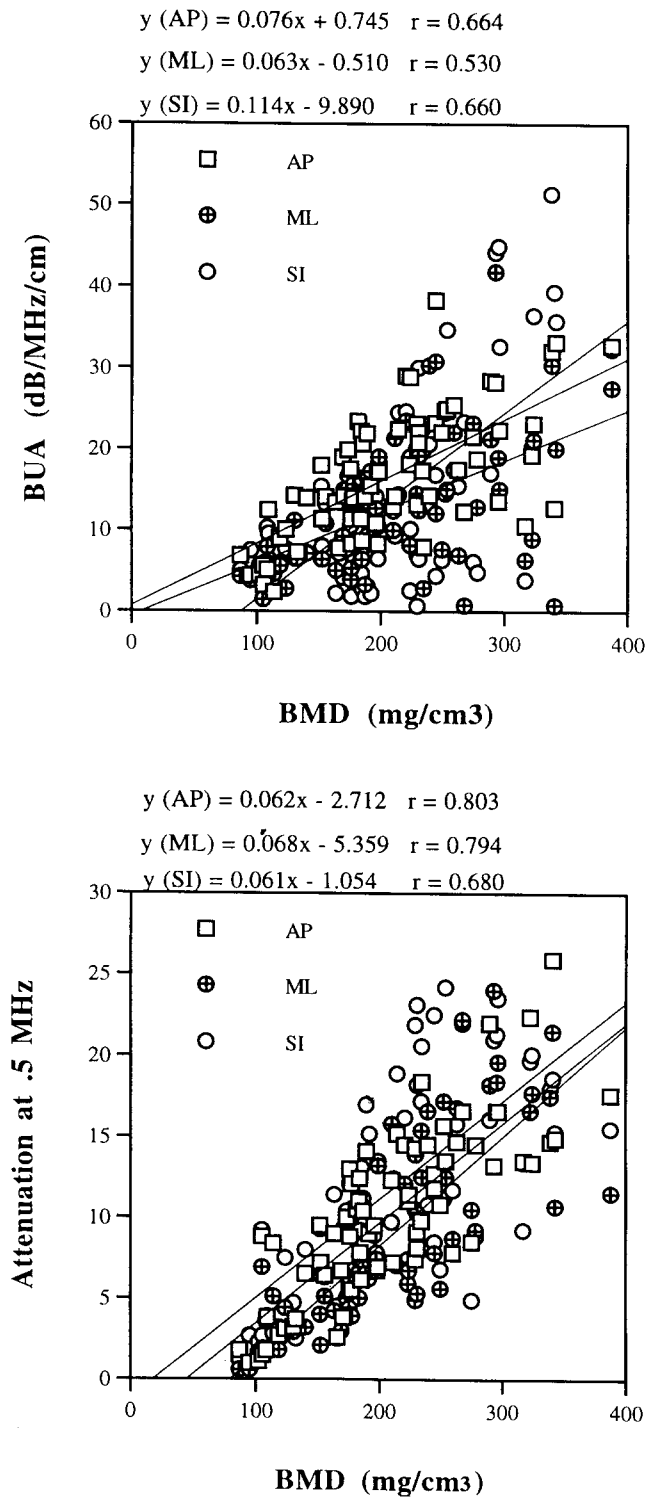 y (AP) = 0.076x + 0.745 r = 0.664
y (ML) = 0.063x - 0.510 r = 0.530
y (SI) = 0.114x - 9.890 r = 0.660
60
50
40
30
20
10
0
AP
ML
SI
BUA (dB/MHz/cm)
0 100 200 300 400
BMD (mg/cm3)
y (AP) = 0.062x - 2.712 r = 0.803
y (ML) = 0.068x - 5.359 r = 0.794
y (SI) = 0.061x - 1.054 r = 0.680
30
25
20
15
10
5
0
AP
ML
SI
Attenuation at .5 MHz
0 100 200 300 400
BMD (mg/cm3)